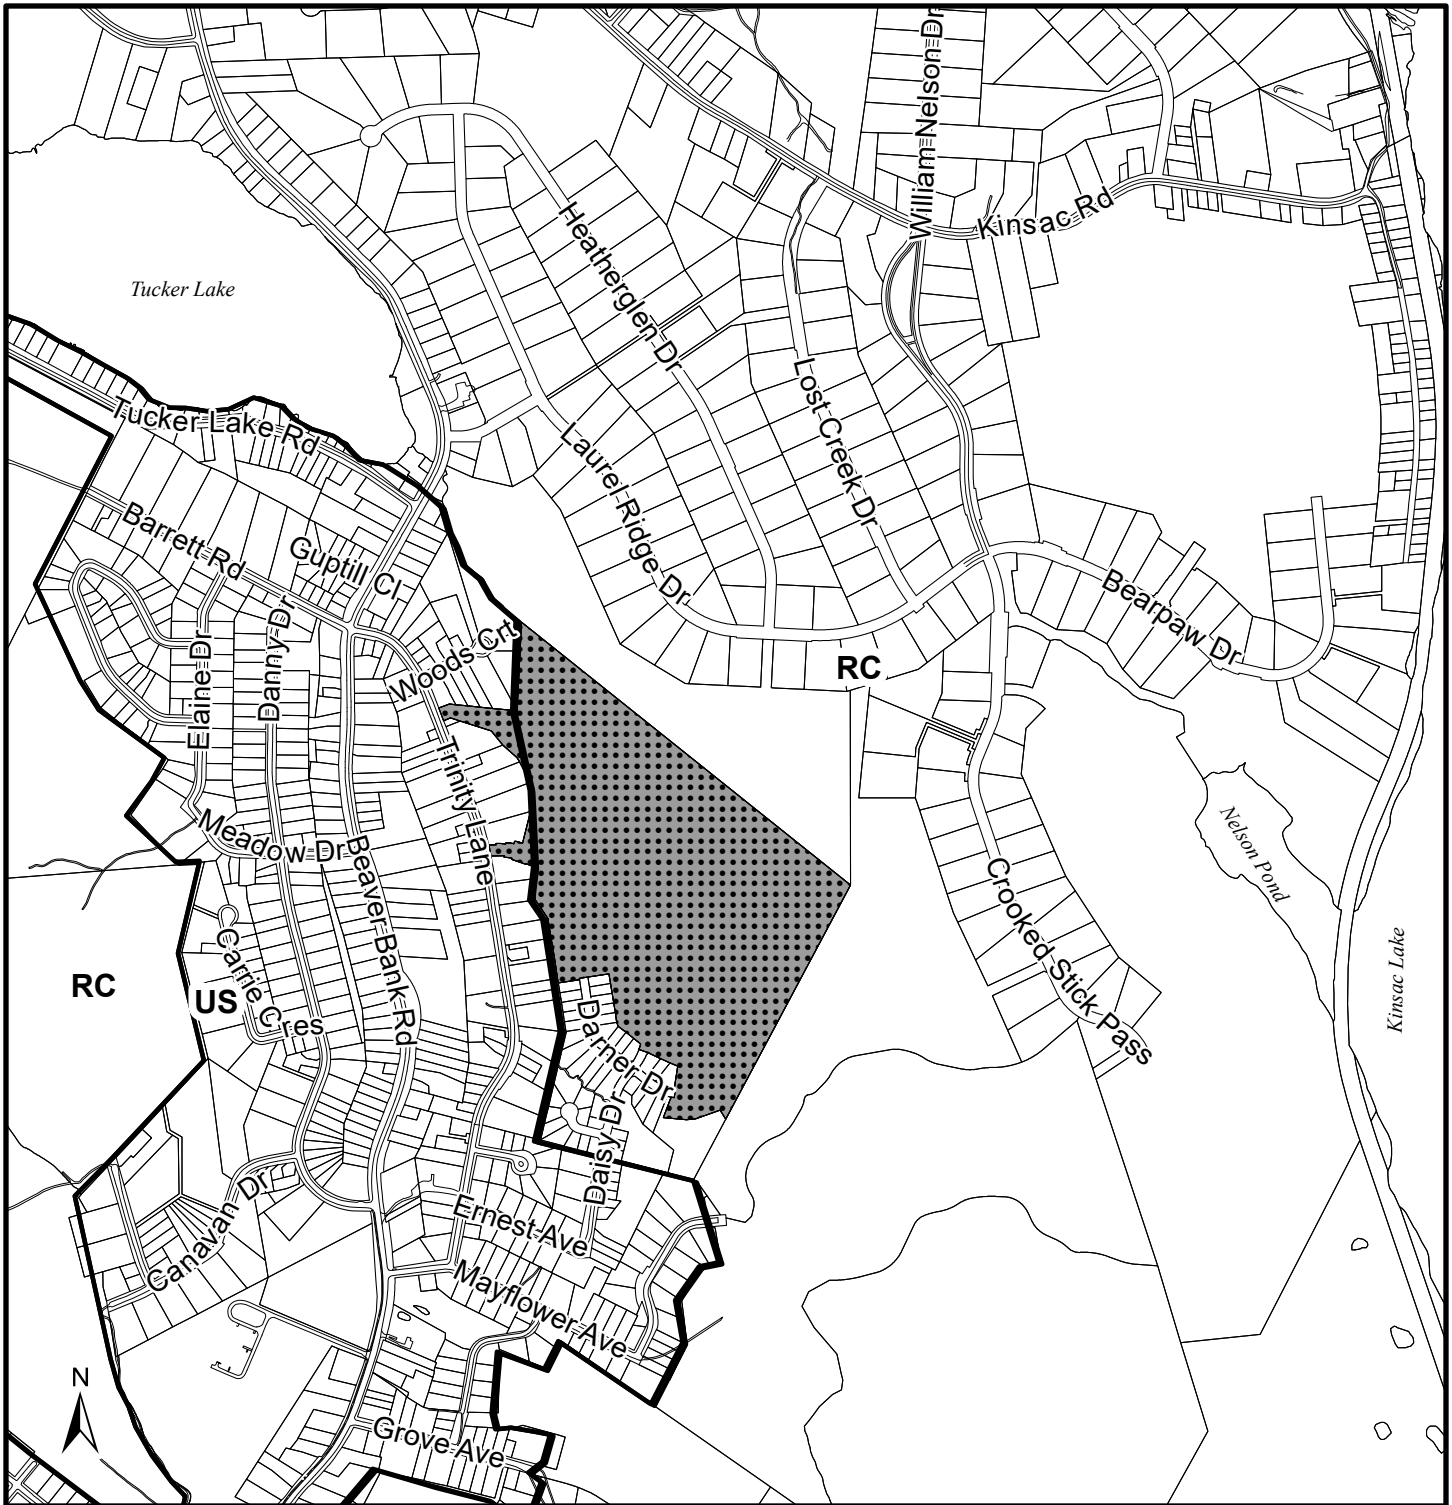 William Nelson Dr
Kinsac Rd
Heatherglen Dr
Tucker Lake
Lost Creek Dr
Tucker Lake Rd
Laurel Ridge Dr
Barrett Rd
Guptill Cl
Bearpaw Dr
Woods Crt
Elaine Dr
Danny Dr
RC
Trinity Lane
Meadow Dr
Beaver Bank Rd
Nelson Pond
Crooked Stick Pass
Carrie Cres
Kinsac Lake
RC
US
Darner Dr
Daisy Dr
Canavan Dr
Ernest Ave
Mayflower Ave
N
Grove Ave